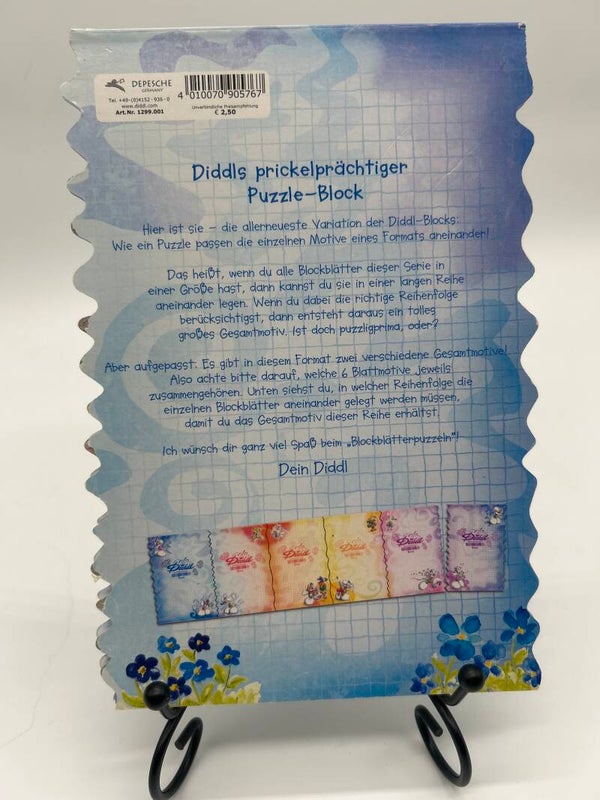 DEPESCHE
GERMANY
Tel. +49-(0)4152-936-0
www.diddl.com
Art.Nr. 1299.001
4 010070 905767
Unverbindliche Preisempfehlung
€ 2,50
Diddls prickelprächtiger
Puzzle-Block
Hier ist sie – die allerneueste Variation der Diddl-Blocks:
Wie ein Puzzle passen die einzelnen Motive eines Formats aneinander!
Das heißt, wenn du alle Blockblätter dieser Serie in
einer Größe hast, dann kannst du sie in einer langen Reihe
aneinander legen. Wenn du dabei die richtige Reihenfolge
berücksichtigst, dann entsteht daraus ein tolles
großes Gesamtmotiv. Ist doch puzzligprima, oder?
Aber aufgepasst: Es gibt in diesem Format zwei verschiedene Gesamtmotive!
Also achte bitte darauf, welche 6 Blattmotive jeweils
zusammengehören. Unten siehst du, in welcher Reihenfolge die
einzelnen Blockblätter aneinander gelegt werden müssen,
damit du das Gesamtmotiv dieser Reihe erhältst.
Ich wünsch dir ganz viel Spaß beim „Blockblätterpuzzeln"!
Dein Diddl
Diddl Diddl Diddl Diddl Diddl Diddl